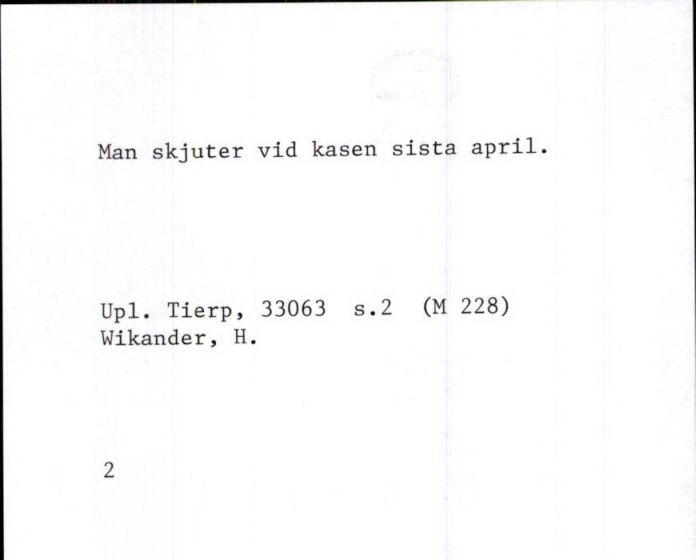 Man skjuter vid kasen sista april.
Upl. Tierp, 33063 s.2 (M 228)
Wikander, H.
2